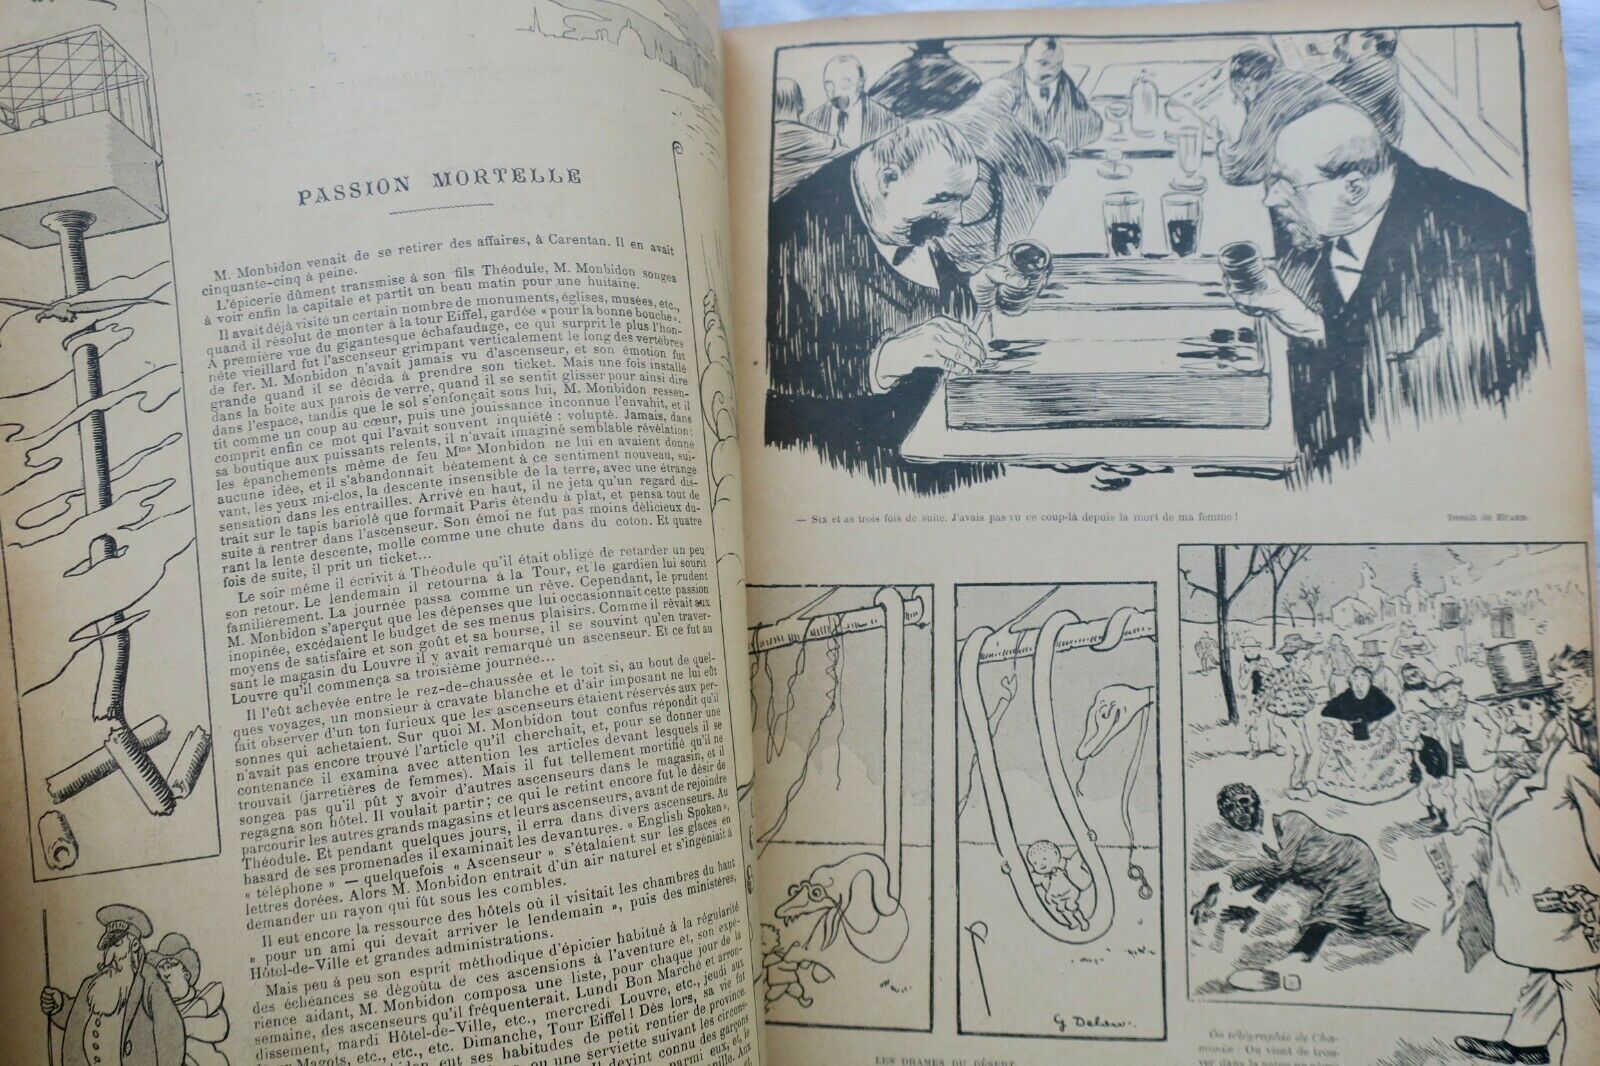 PASSION MORTELLE
M. Monbidon venait de se retirer des affaires, à Carentan. Il en avait
cinquante-cinq à peine.
L'épicerie dûment transmise à son fils Théodule, M. Monbidon songea
à voir enfin la capitale et partit un beau matin pour une huitaine.
Il avait déjà visité un certain nombre de monuments, églises, musées, etc.,
quand il résolut de monter à la tour Eiffel, gardée « pour la bonne bouche ».
A première vue du gigantesque échafaudage, ce qui surprit le plus l'hon-
nête vieillard fut l'ascenseur grimpant verticalement le long des vertèbres
de fer. M. Monbidon n'avait jamais vu d'ascenseur, et son émotion fut
grande quand il se décida à prendre son ticket. Mais une fois installé
dans la boîte aux parois de verre, quand il se sentit glisser pour ainsi dire
dans l'espace, tandis que le sol s'enfonçait sous lui, M. Monbidon ressen-
tit comme un coup au cœur, puis une jouissance inconnue l'envahit, et il
comprit enfin ce mot qui l'avait souvent inquiété : volupté. Jamais, dans
sa boutique aux puissants relents, il n'avait imaginé semblable révélation;
les épanchements même de feu Mme Monbidon ne lui en avaient donné
aucune idée, et il s'abandonnait béatement à ce sentiment nouveau, sui-
vant, les yeux mi-clos, la descente insensible de la terre, avec une étrange
sensation dans les entrailles. Arrivé en haut, il ne jeta qu'un regard dis-
trait sur le tapis bariolé que formait Paris étendu à plat, et pensa tout de
suite à rentrer dans l'ascenseur. Son émoi ne fut pas moins délicieux du-
rant la lente descente, molle comme une chute dans du coton. Et quatre
fois de suite, il prit un ticket...
Le soir même il écrivit à Théodule qu'il était obligé de retarder un peu
son retour. Le lendemain il retourna à la Tour, et le gardien lui sourit
familièrement. La journée passa comme un rêve. Cependant, le prudent
M. Monbidon s'aperçut que les dépenses que lui occasionnait cette passion
inopinée, excédaient le budget de ses menus plaisirs. Comme il rêvait aux
moyens de satisfaire et son goût et sa bourse, il se souvint qu'en traver-
sant le magasin du Louvre il y avait remarqué un ascenseur. Et ce fut au
Louvre qu'il commença sa troisième journée...
Il l'eût achevée entre le rez-de-chaussée et le toit si, au bout de quel-
ques voyages, un monsieur à cravate blanche et d'air imposant ne lui eût
fait observer d'un ton furieux que les ascenseurs étaient réservés aux per-
sonnes qui achetaient. Sur quoi M. Monbidon tout confus répondit qu'il
n'avait pas encore trouvé l'article qu'il cherchait, et, pour se donner une
contenance il examina avec attention les articles devant lesquels il se
trouvait (jarretières de femmes). Mais il fut tellement mortifié qu'il ne
songea pas qu'il pût y avoir d'autres ascenseurs dans le magasin, et il
regagna son hôtel. Il voulait partir ; ce qui le retint encore fut le désir de
parcourir les autres grands magasins et leurs ascenseurs, avant de rejoindre
Théodule. Et pendant quelques jours, il erra dans divers ascenseurs. Au
hasard de ses promenades il examinait les devantures. « English Spoken »,
« téléphone » — quelquefois « Ascenseur » s'étalaient sur les glaces en
lettres dorées. Alors M. Monbidon entrait d'un air naturel et s'ingéniait à
demander un rayon qui fût sous les combles.
Il eut encore la ressource des hôtels où il visitait les chambres du haut
« pour un ami qui devait arriver le lendemain », puis des ministères,
Hôtel-de-Ville et grandes administrations.
Mais peu à peu son esprit méthodique d'épicier habitué à la régularité
des échéances se dégoûta de ces ascensions à l'aventure et, son expé-
rience aidant, M. Monbidon composa une liste, pour chaque jour de la
semaine, des ascenseurs qu'il fréquenterait. Lundi Bon Marché et arron-
dissement, mardi Hôtel-de-Ville, etc., mercredi Louvre, etc., jeudi aux
Magots, etc., etc., etc. Dimanche, Tour Eiffel ! Dès lors, sa vie fut
ent ses habitudes de petit rentier de province,
ou une serviette suivant les circons-
Il était devenu connu des garçons
parmi eux, et, le
ville. Aux
— Six et as trois fois de suite. J'avais pas vu ce coup-là depuis la mort de ma femme !
Dessin de
G Delaw.
LES DRAMES DU DÉSERT
On télégraphie de Cha-
monix : On vient de trou-
ver dans la neige un nègre